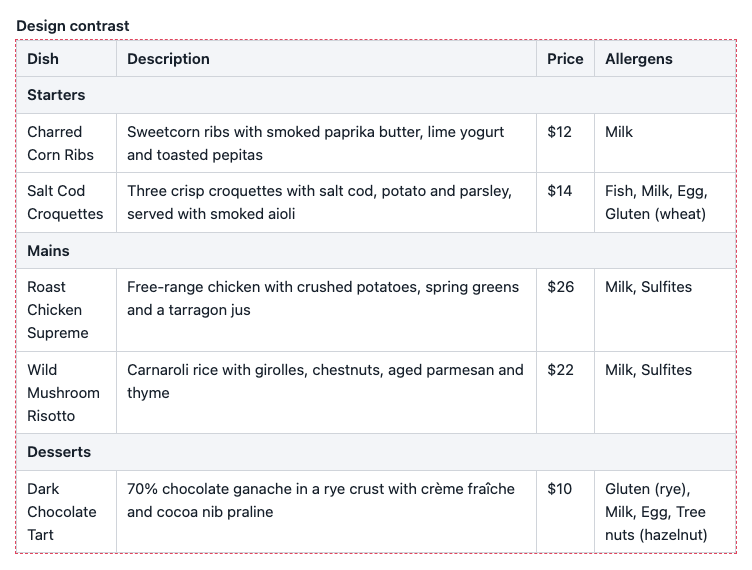 Design contrast
Dish Description Price Allergens
Starters
Charred Corn Ribs Sweetcorn ribs with smoked paprika butter, lime yogurt and toasted pepitas $12 Milk
Salt Cod Croquettes Three crisp croquettes with salt cod, potato and parsley, served with smoked aioli $14 Fish, Milk, Egg, Gluten (wheat)
Mains
Roast Chicken Supreme Free-range chicken with crushed potatoes, spring greens and a tarragon jus $26 Milk, Sulfites
Wild Mushroom Risotto Carnaroli rice with girolles, chestnuts, aged parmesan and thyme $22 Milk, Sulfites
Desserts
Dark Chocolate Tart 70% chocolate ganache in a rye crust with crème fraîche and cocoa nib praline $10 Gluten (rye), Milk, Egg, Tree nuts (hazelnut)